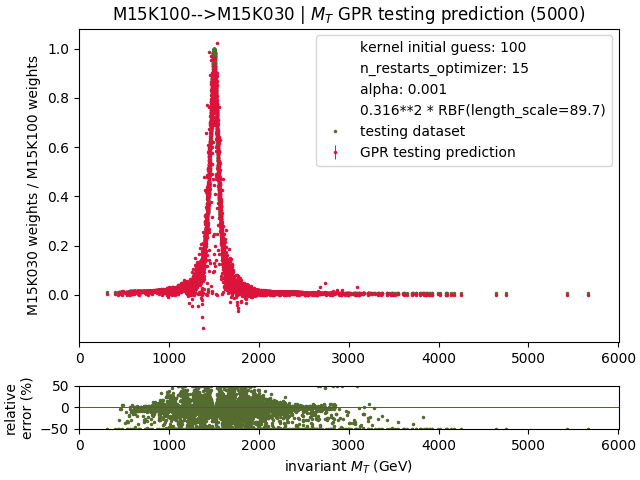 M15K100-->M15K030 | M_T GPR testing prediction (5000)
kernel initial guess: 100
n_restarts_optimizer: 15
alpha: 0.001
0.316**2 * RBF(length_scale=89.7)
testing dataset
GPR testing prediction
M15K030 weights / M15K100 weights
1.0
0.8
0.6
0.4
0.2
0.0
0 1000 2000 3000 4000 5000 6000
relative
error (%)
50
0
−50
0 1000 2000 3000 4000 5000 6000
invariant M_T (GeV)